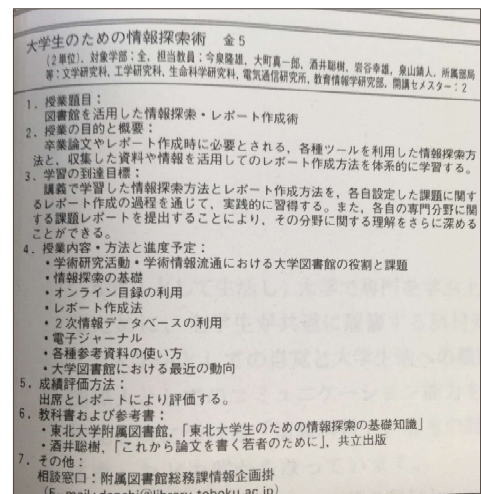 大学生のための情報探索術　金5
(2単位), 対象学部:全, 担当教員:今泉隆雄, 大町真一郎, 酒井聡樹, 岩谷幸雄, 泉山靖人, 所属部局
等:文学研究科, 工学研究科, 生命科学研究科, 電気通信研究所, 教育情報学研究部, 開講セメスター:2
1. 授業題目:
図書館を活用した情報探索・レポート作成術
2. 授業の目的と概要:
卒業論文やレポート作成時に必要とされる, 各種ツールを利用した情報探索方
法と, 収集した資料や情報を活用してのレポート作成方法を体系的に学習する。
3. 学習の到達目標:
講義で学習した情報探索方法とレポート作成方法を, 各自設定した課題に関す
るレポート作成の過程を通じて, 実践的に習得する。また, 各自の専門分野に関
する課題レポートを提出することにより, その分野に関する理解をさらに深める
ことができる。
4. 授業内容・方法と進度予定:
・学術研究活動・学術情報流通における大学図書館の役割と課題
・情報探索の基礎
・オンライン目録の利用
・レポート作成法
・2次情報データベースの利用
・電子ジャーナル
・各種参考資料の使い方
・大学図書館における最近の動向
5. 成績評価方法:
出席とレポートにより評価する。
6. 教科書および参考書:
・東北大学附属図書館, 「東北大学生のための情報探索の基礎知識」
・酒井聡樹, 「これから論文を書く若者のために」, 共立出版
7. その他:
相談窓口:附属図書館総務課情報企画掛